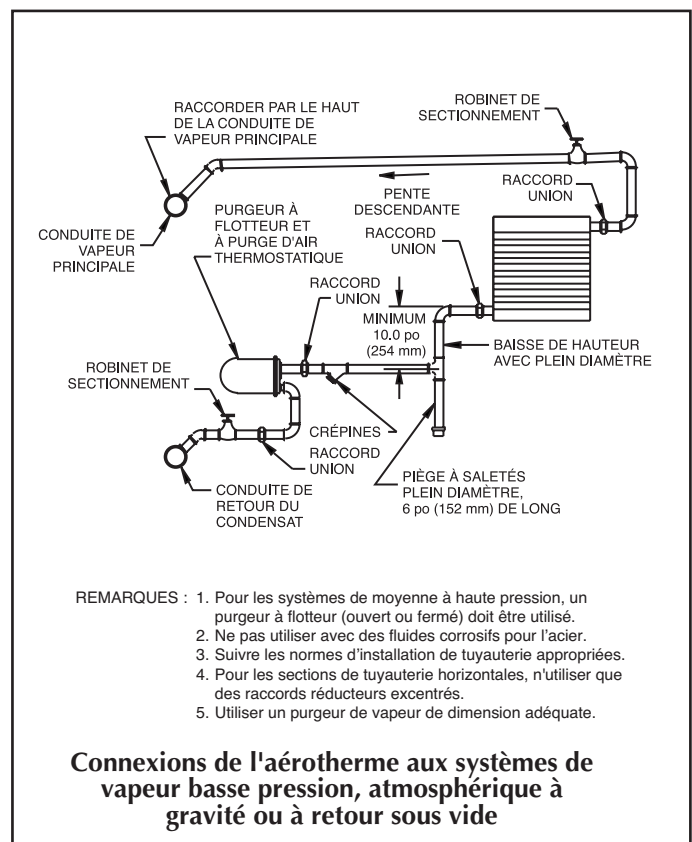 RACCORDER PAR LE HAUT
DE LA CONDUITE DE
VAPEUR PRINCIPALE
ROBINET DE
SECTIONNEMENT
PENTE
DESCENDANTE
RACCORD
UNION
CONDUITE DE
VAPEUR
PRINCIPALE
PURGEUR À
FLOTTEUR ET
À PURGE D'AIR
THERMOSTATIQUE
RACCORD
UNION
RACCORD
UNION
MINIMUM
10.0 po
(254 mm)
BAISSE DE HAUTEUR
AVEC PLEIN DIAMÈTRE
ROBINET DE
SECTIONNEMENT
CRÉPINES
RACCORD
UNION
CONDUITE DE
RETOUR DU
CONDENSAT
PIÈGE À SALETÉS
PLEIN DIAMÈTRE,
6 po (152 mm) DE LONG
REMARQUES : 1. Pour les systèmes de moyenne à haute pression, un
purgeur à flotteur (ouvert ou fermé) doit être utilisé.
2. Ne pas utiliser avec des fluides corrosifs pour l’acier.
3. Suivre les normes d’installation de tuyauterie appropriées.
4. Pour les sections de tuyauterie horizontales, n'utiliser que
des raccords réducteurs excentrés.
5. Utiliser un purgeur de vapeur de dimension adéquate.
Connexions de l'aérotherme aux systèmes de
vapeur basse pression, atmosphérique à
gravité ou à retour sous vide